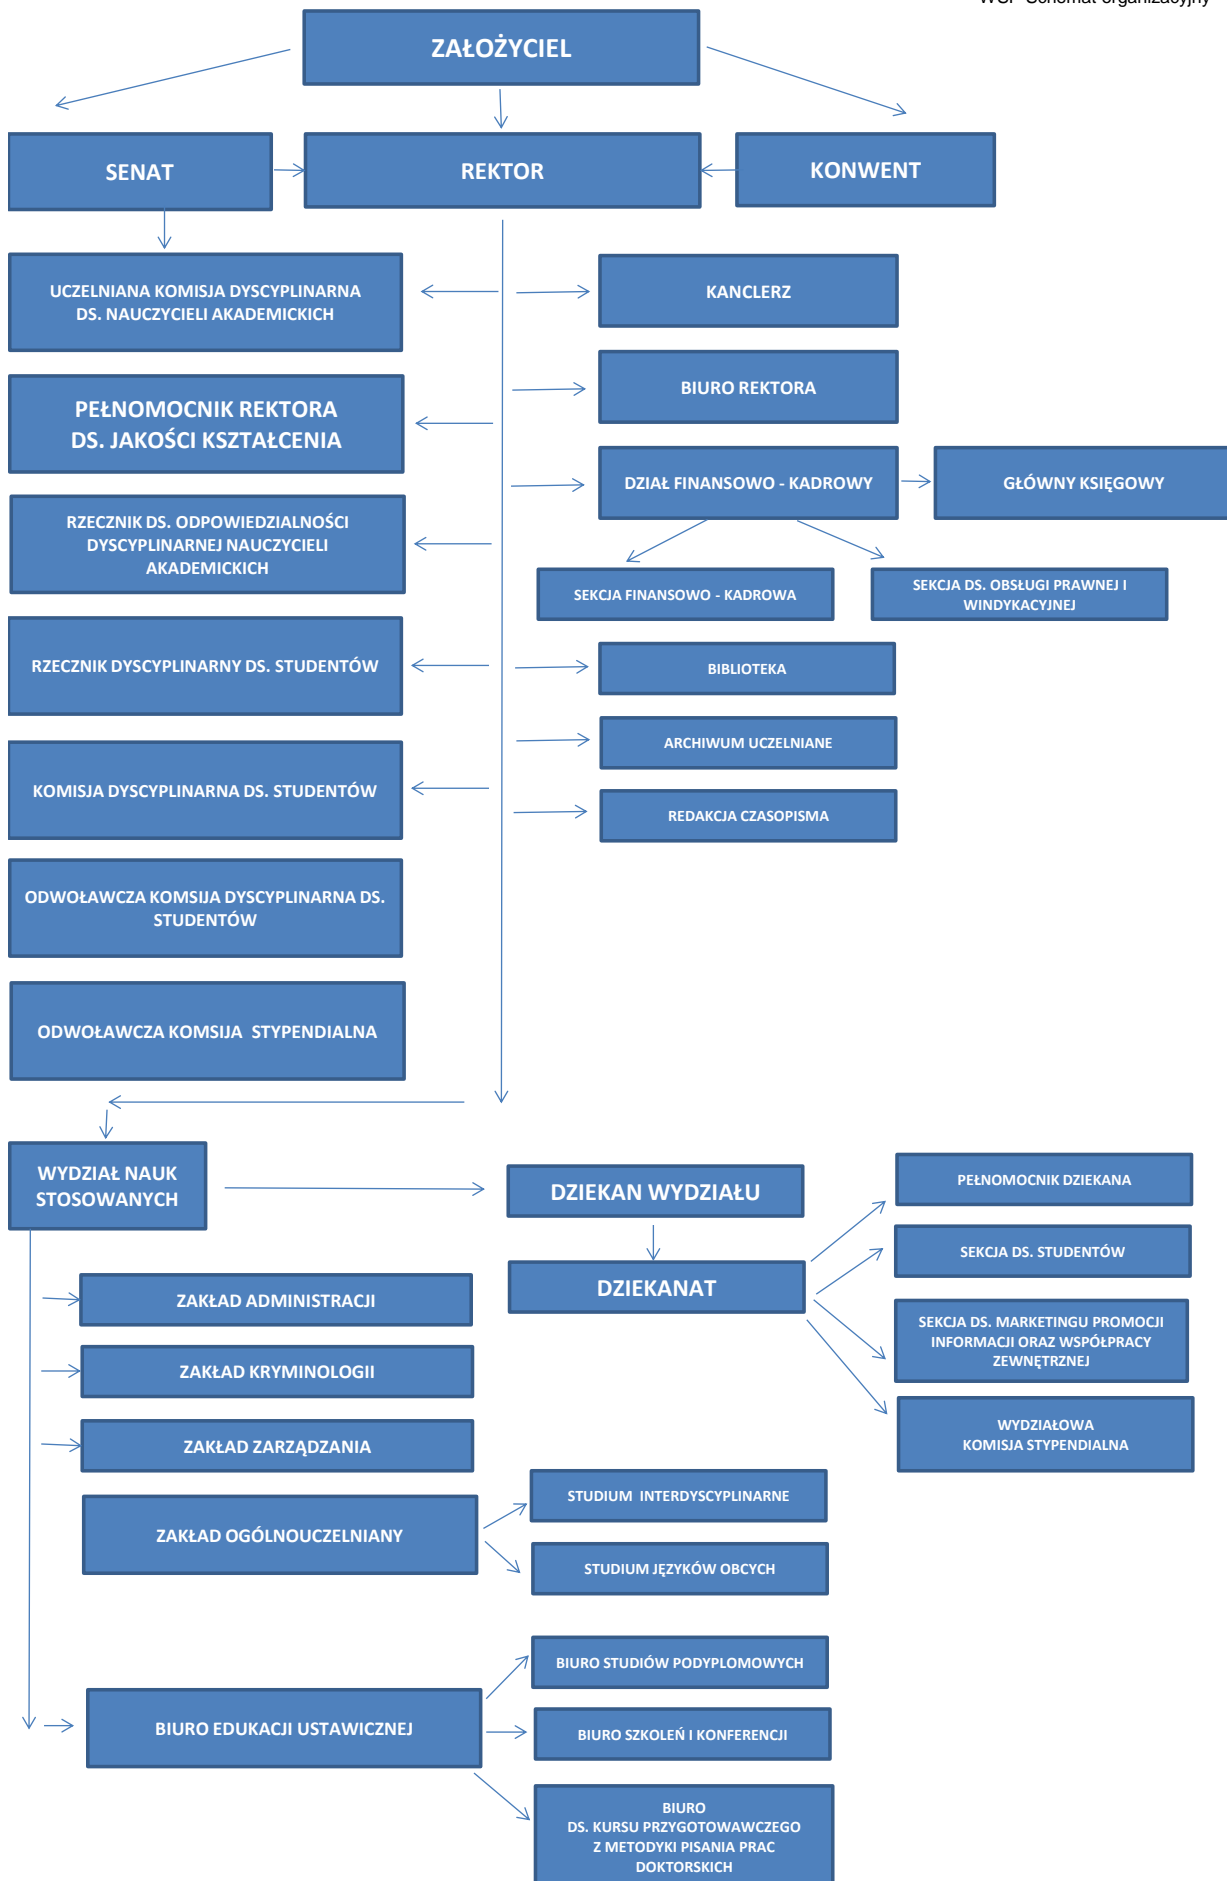 ZAŁOŻYCIEL
SENAT
REKTOR
KONWENT
UCZELNIANA KOMISJA DYSCYPLINARNA
DS. NAUCZYCIELI AKADEMICKICH
KANCLERZ
PEŁNOMOCNIK REKTORA
DS. JAKOŚCI KSZTAŁCENIA
BIURO REKTORA
DZIAŁ FINANSOWO - KADROWY
GŁÓWNY KSIĘGOWY
RZECZNIK DS. ODPOWIEDZIALNOŚCI
DYSCYPLINARNEJ NAUCZYCIELI
AKADEMICKICH
SEKCJA FINANSOWO - KADROWA
SEKCJA DS. OBSŁUGI PRAWNEJ I
WINDYKACYJNEJ
RZECZNIK DYSCYPLINARNY DS. STUDENTÓW
BIBLIOTEKA
ARCHIWUM UCZELNIANE
KOMISJA DYSCYPLINARNA DS. STUDENTÓW
REDAKCJA CZASOPISMA
ODWOŁAWCZA KOMSIJA DYSCYPLINARNA DS.
STUDENTÓW
ODWOŁAWCZA KOMSIJA STYPENDIALNA
WYDZIAŁ NAUK
STOSOWANYCH
DZIEKAN WYDZIAŁU
PEŁNOMOCNIK DZIEKANA
SEKCJA DS. STUDENTÓW
DZIEKANAT
ZAKŁAD ADMINISTRACJI
SEKCJA DS. MARKETINGU PROMOCJI
INFORMACJI ORAZ WSPÓŁPRACY
ZEWNĘTRZNEJ
ZAKŁAD KRYMINOLOGII
WYDZIAŁOWA
KOMISJA STYPENDIALNA
ZAKŁAD ZARZĄDZANIA
STUDIUM INTERDYSCYPLINARNE
ZAKŁAD OGÓLNOUCZELNIANY
STUDIUM JĘZYKÓW OBCYCH
BIURO STUDIÓW PODYPLOMOWYCH
BIURO EDUKACJI USTAWICZNEJ
BIURO SZKOLEŃ I KONFERENCJI
BIURO
DS. KURSU PRZYGOTOWAWCZEGO
Z METODYKI PISANIA PRAC
DOKTORSKICH